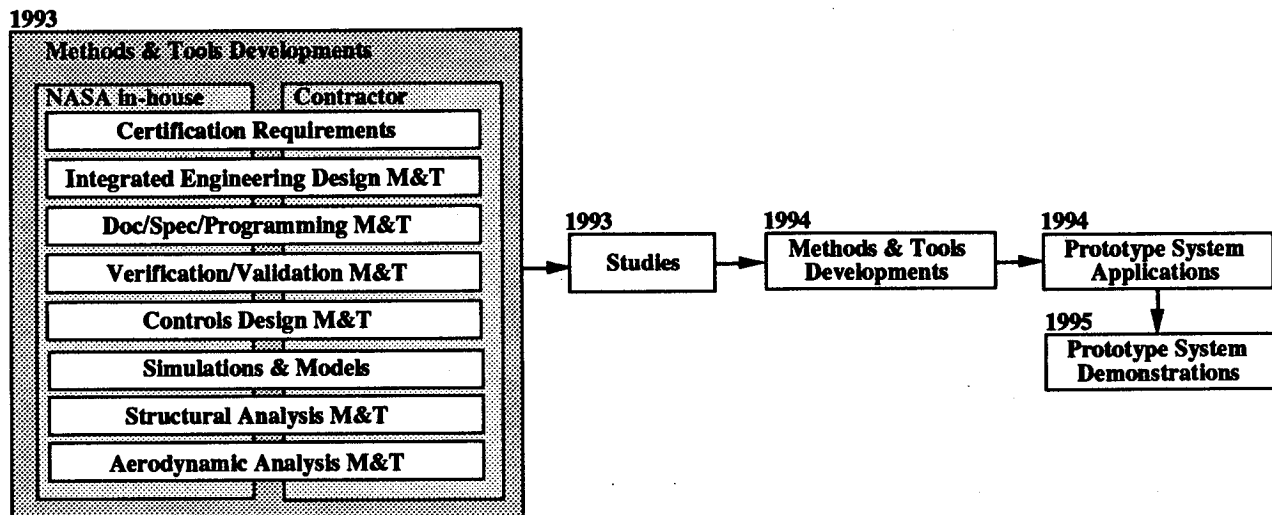 1993
Methods & Tools Developments
NASA in-house
Contractor
Certification Requirements
Integrated Engineering Design M&T
Doc/Spec/Programming M&T
Verification/Validation M&T
Controls Design M&T
Simulations & Models
Structural Analysis M&T
Aerodynamic Analysis M&T
1993
Studies
1994
Methods & Tools
Developments
1994
Prototype System
Applications
1995
Prototype System
Demonstrations